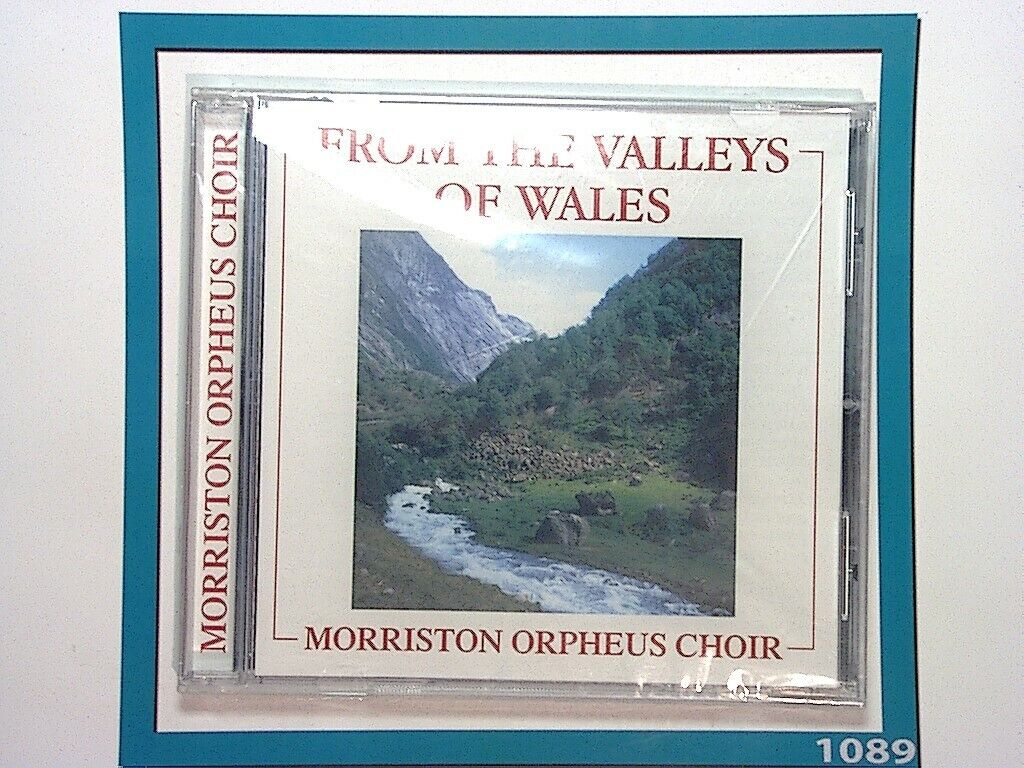 FROM THE VALLEYS
OF WALES
MORRISTON ORPHEUS CHOIR
MORRISTON ORPHEUS CHOIR
1089